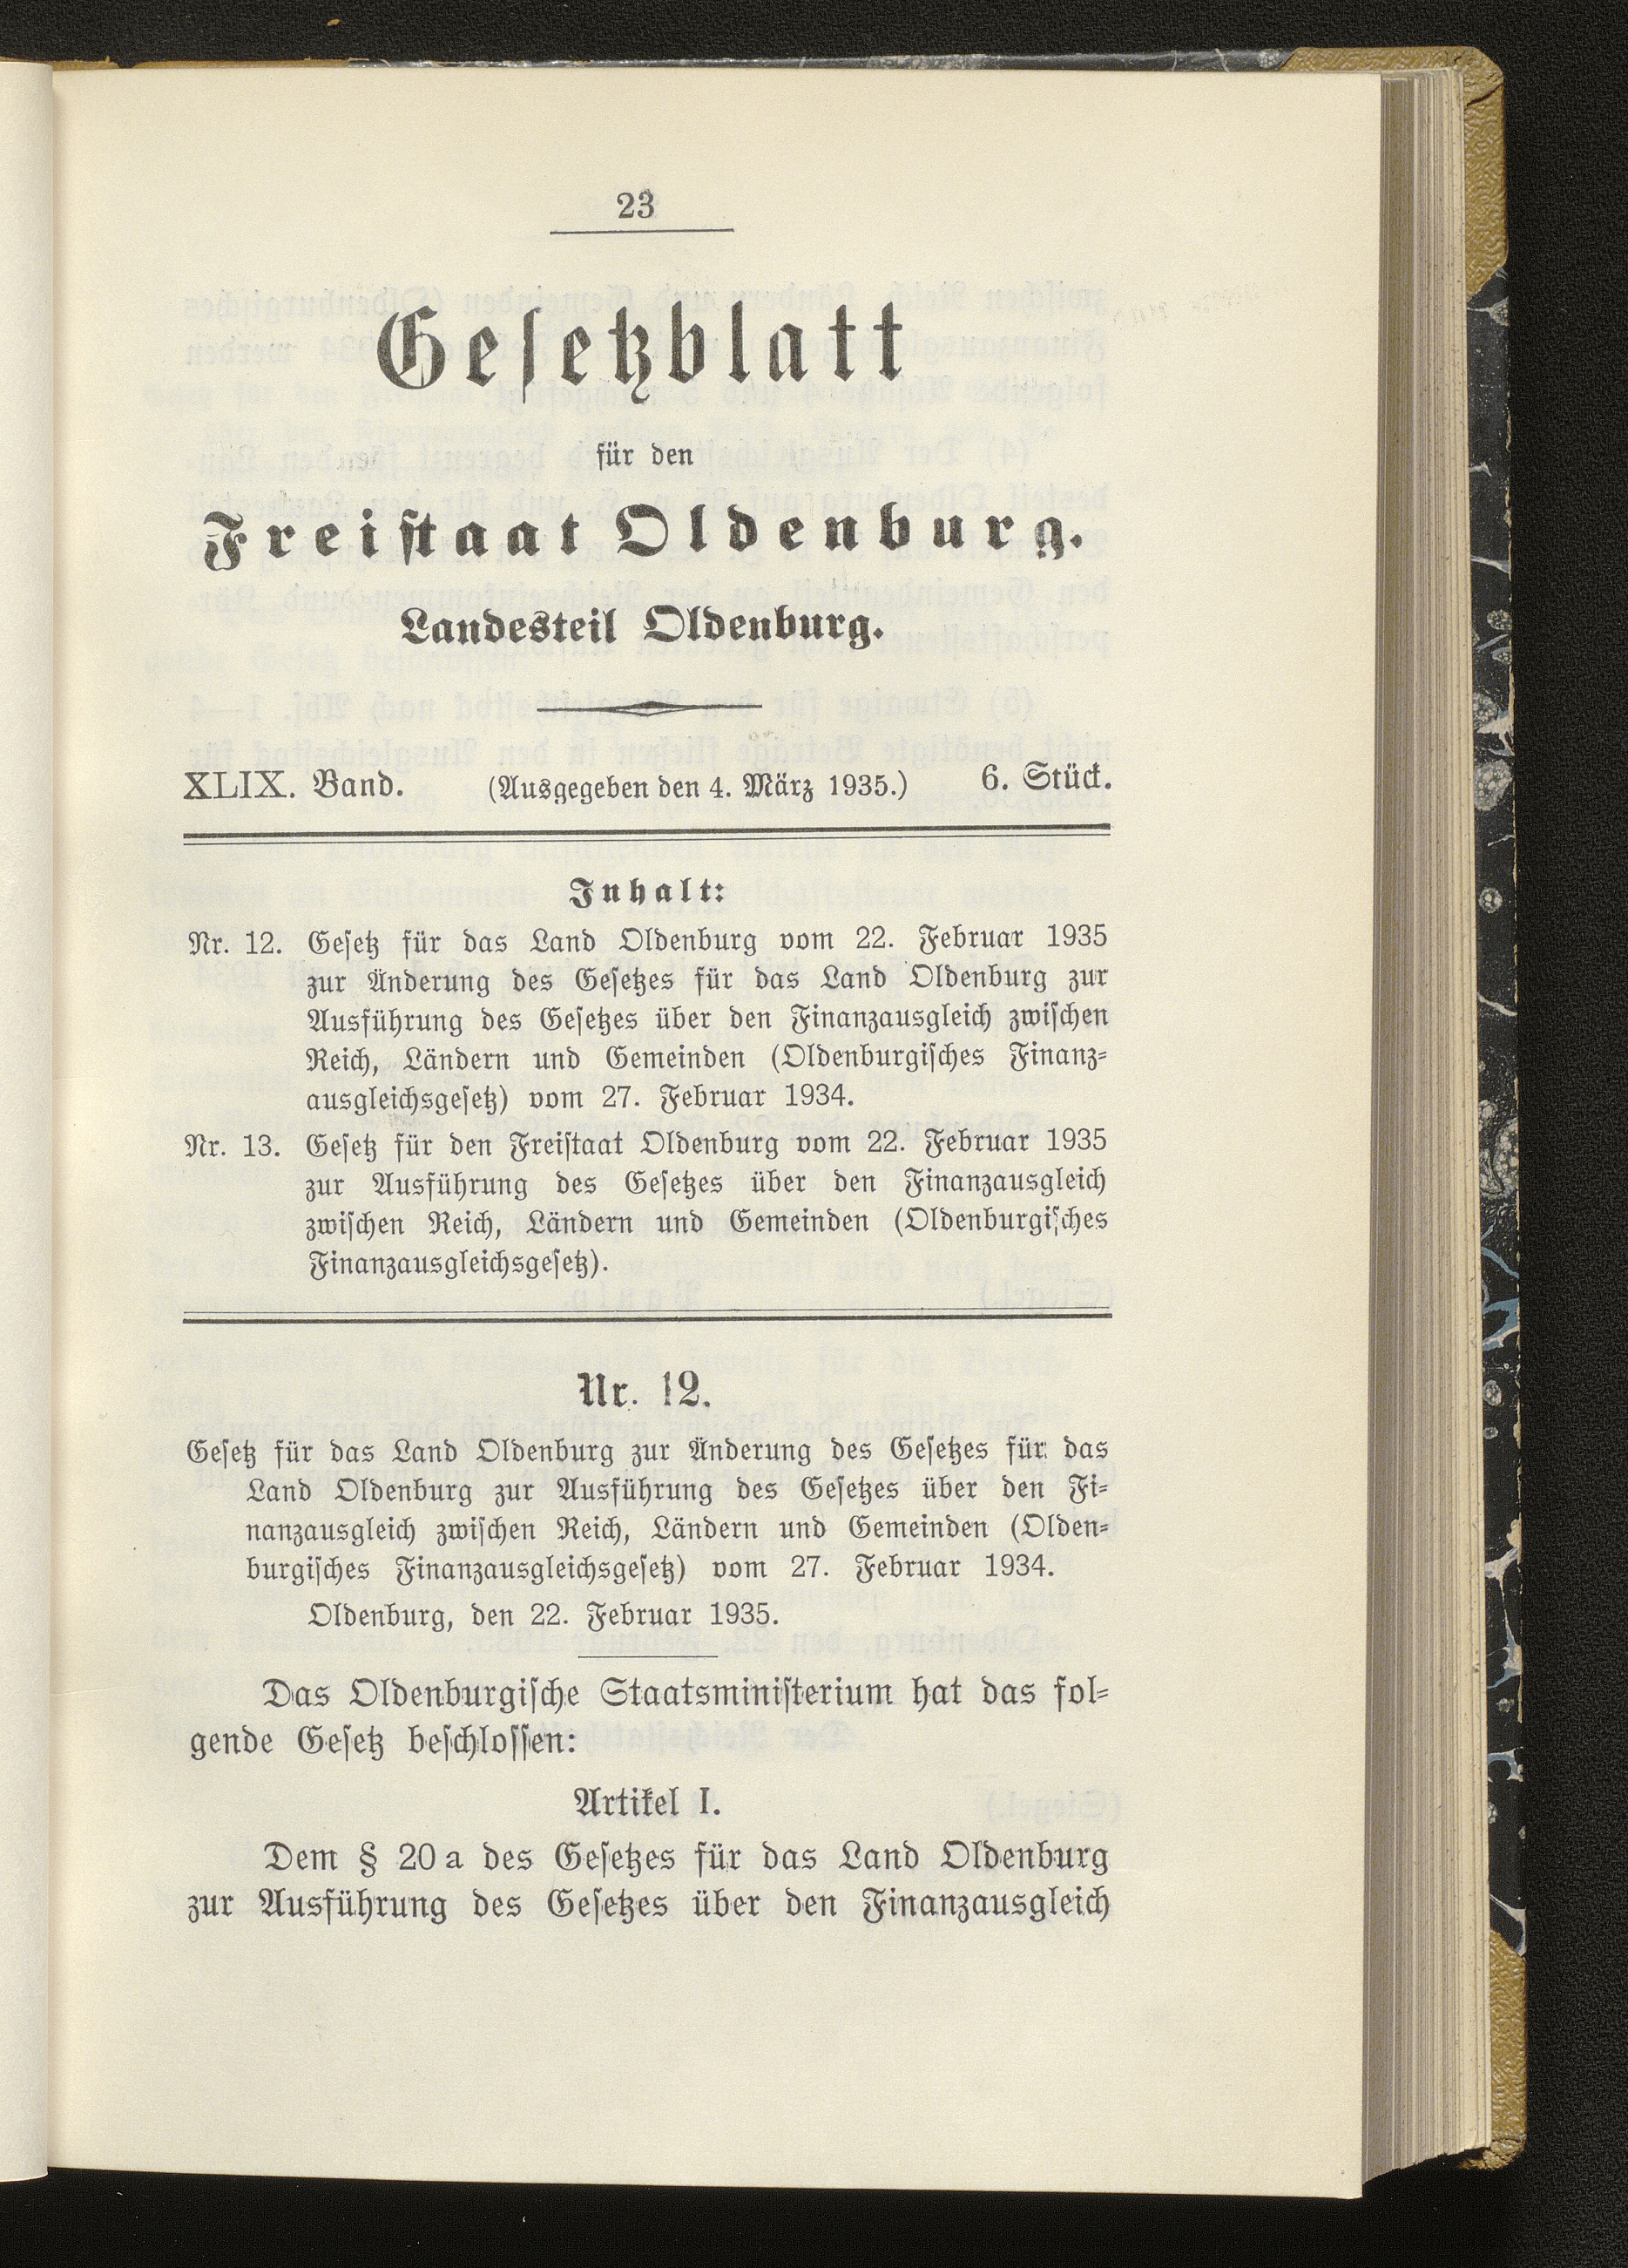 23
Gesetzblatt
für den
Freistaat Oldenburg.
Landesteil Oldenburg.
XLIX. Band. (Ausgegeben den 4. März 1935.) 6. Stück.
Inhalt:
Nr. 12. Gesetz für das Land Oldenburg vom 22. Februar 1935
zur Änderung des Gesetzes für das Land Oldenburg zur
Ausführung des Gesetzes über den Finanzausgleich zwischen
Reich, Ländern und Gemeinden (Oldenburgisches Finanz-
ausgleichsgesetz) vom 27. Februar 1934.
Nr. 13. Gesetz für den Freistaat Oldenburg vom 22. Februar 1935
zur Ausführung des Gesetzes über den Finanzausgleich
zwischen Reich, Ländern und Gemeinden (Oldenburgisches
Finanzausgleichsgesetz).
Nr. 12.
Gesetz für das Land Oldenburg zur Änderung des Gesetzes für das
Land Oldenburg zur Ausführung des Gesetzes über den Fi-
nanzausgleich zwischen Reich, Ländern und Gemeinden (Olden-
burgisches Finanzausgleichsgesetz) vom 27. Februar 1934.
Oldenburg, den 22. Februar 1935.
Das Oldenburgische Staatsministerium hat das fol-
gende Gesetz beschlossen:
Artikel I.
Dem § 20a des Gesetzes für das Land Oldenburg
zur Ausführung des Gesetzes über den Finanzausgleich